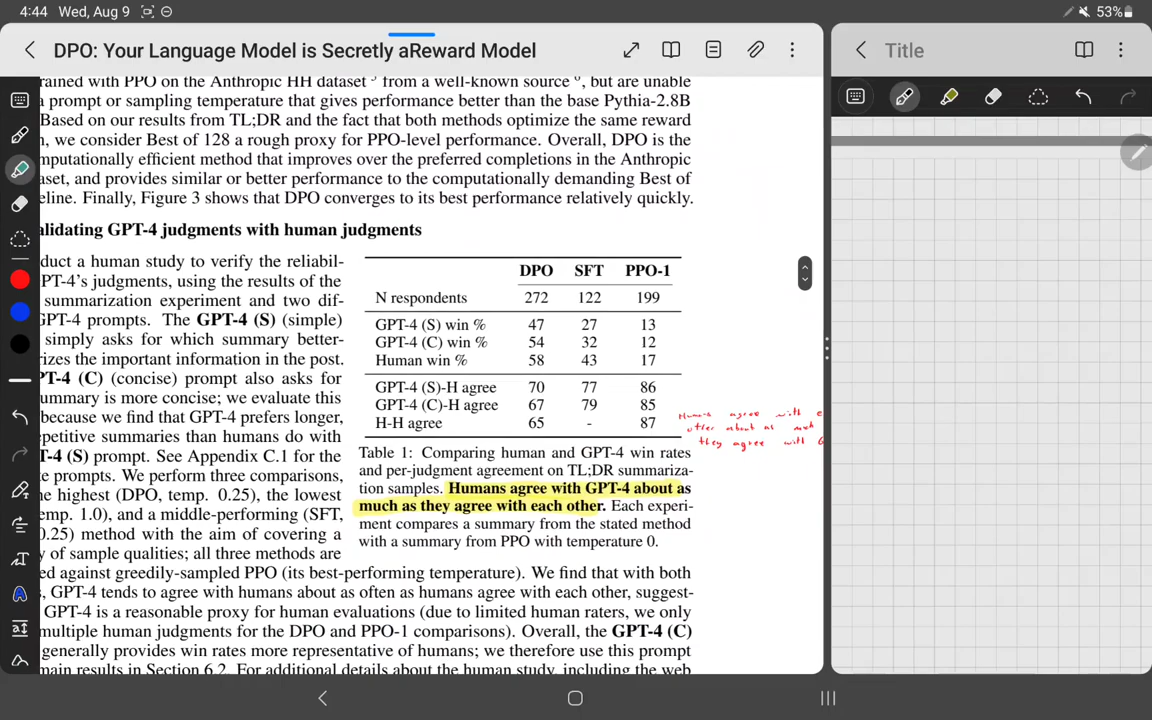 4:44 Wed, Aug 9
53%
DPO: Your Language Model is Secretly aReward Model
Title
rained with PPO on the Anthropic HH dataset 5 from a well-known source 6, but are unable
a prompt or sampling temperature that gives performance better than the base Pythia-2.8B
Based on our results from TL;DR and the fact that both methods optimize the same reward
n, we consider Best of 128 a rough proxy for PPO-level performance. Overall, DPO is the
mputationally efficient method that improves over the preferred completions in the Anthropic
aset, and provides similar or better performance to the computationally demanding Best of
eline. Finally, Figure 3 shows that DPO converges to its best performance relatively quickly.
alidating GPT-4 judgments with human judgments
duct a human study to verify the reliabil-
PT-4's judgments, using the results of the
summarization experiment and two dif-
GPT-4 prompts. The GPT-4 (S) (simple)
simply asks for which summary better-
rizes the important information in the post.
PT-4 (C) (concise) prompt also asks for
ummary is more concise; we evaluate this
because we find that GPT-4 prefers longer,
epetitive summaries than humans do with
T-4 (S) prompt. See Appendix C.1 for the
e prompts. We perform three comparisons,
he highest (DPO, temp. 0.25), the lowest
emp. 1.0), and a middle-performing (SFT,
0.25) method with the aim of covering a
y of sample qualities; all three methods are
DPO SFT PPO-1
N respondents 272 122 199
GPT-4 (S) win % 47 27 13
GPT-4 (C) win % 54 32 12
Human win % 58 43 17
GPT-4 (S)-H agree 70 77 86
GPT-4 (C)-H agree 67 79 85
H-H agree 65 - 87
Humans agree with e
other about as much
they agree with G
Table 1: Comparing human and GPT-4 win rates
and per-judgment agreement on TL;DR summariza-
tion samples. Humans agree with GPT-4 about as
much as they agree with each other. Each experi-
ment compares a summary from the stated method
with a summary from PPO with temperature 0.
ed against greedily-sampled PPO (its best-performing temperature). We find that with both
, GPT-4 tends to agree with humans about as often as humans agree with each other, suggest-
GPT-4 is a reasonable proxy for human evaluations (due to limited human raters, we only
multiple human judgments for the DPO and PPO-1 comparisons). Overall, the GPT-4 (C)
generally provides win rates more representative of humans; we therefore use this prompt
main results in Section 6.2. For additional details about the human study, including the web